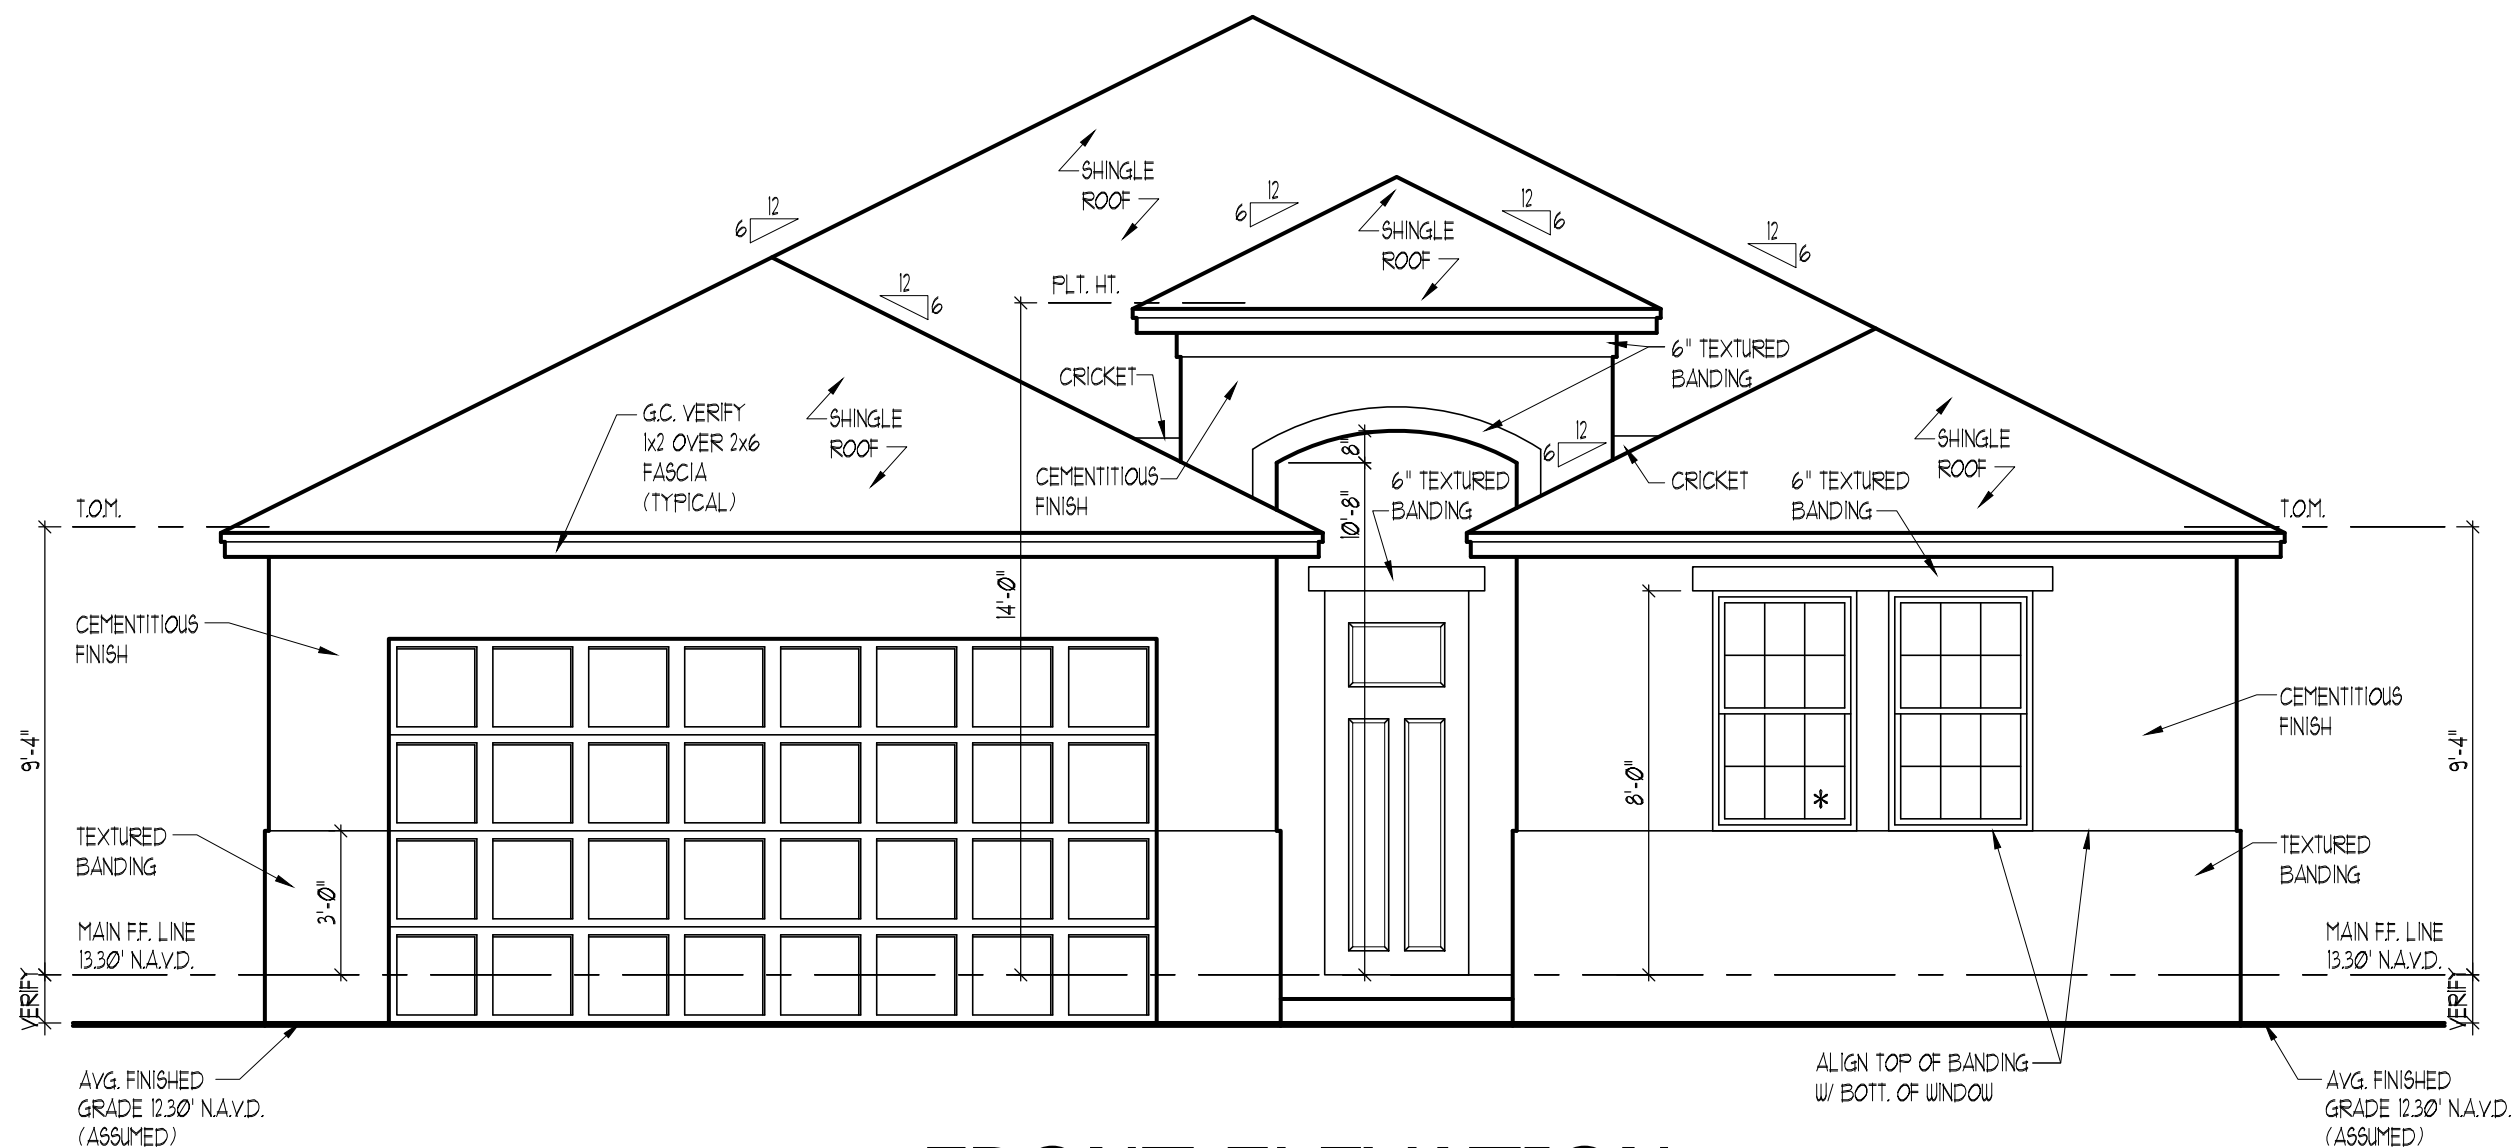 SHINGLE
ROOF
12
6
12
6
12
6
12
6
SHINGLE
ROOF
12
6
PLT. HT.
6" TEXTURED
BANDING
CRICKET
G.C. VERIFY
1x2 OVER 2x6
FASCIA
(TYPICAL)
SHINGLE
ROOF
SHINGLE
ROOF
12
6
8"
CEMENTITIOUS
FINISH
6" TEXTURED
BANDING
CRICKET
6" TEXTURED
BANDING
T.O.M.
T.O.M.
10'-8"
14'-0"
CEMENTITIOUS
FINISH
CEMENTITIOUS
FINISH
9'-4"
8'-0"
9'-4"
*
TEXTURED
BANDING
TEXTURED
BANDING
3'-0"
MAIN F.F. LINE
13.30' N.A.V.D.
MAIN F.F. LINE
13.30' N.A.V.D.
VERIFY
VERIFY
ALIGN TOP OF BANDING
W/ BOTT. OF WINDOW
AVG. FINISHED
GRADE 12.30' N.A.V.D.
(ASSUMED)
AVG. FINISHED
GRADE 12.30' N.A.V.D.
(ASSUMED)